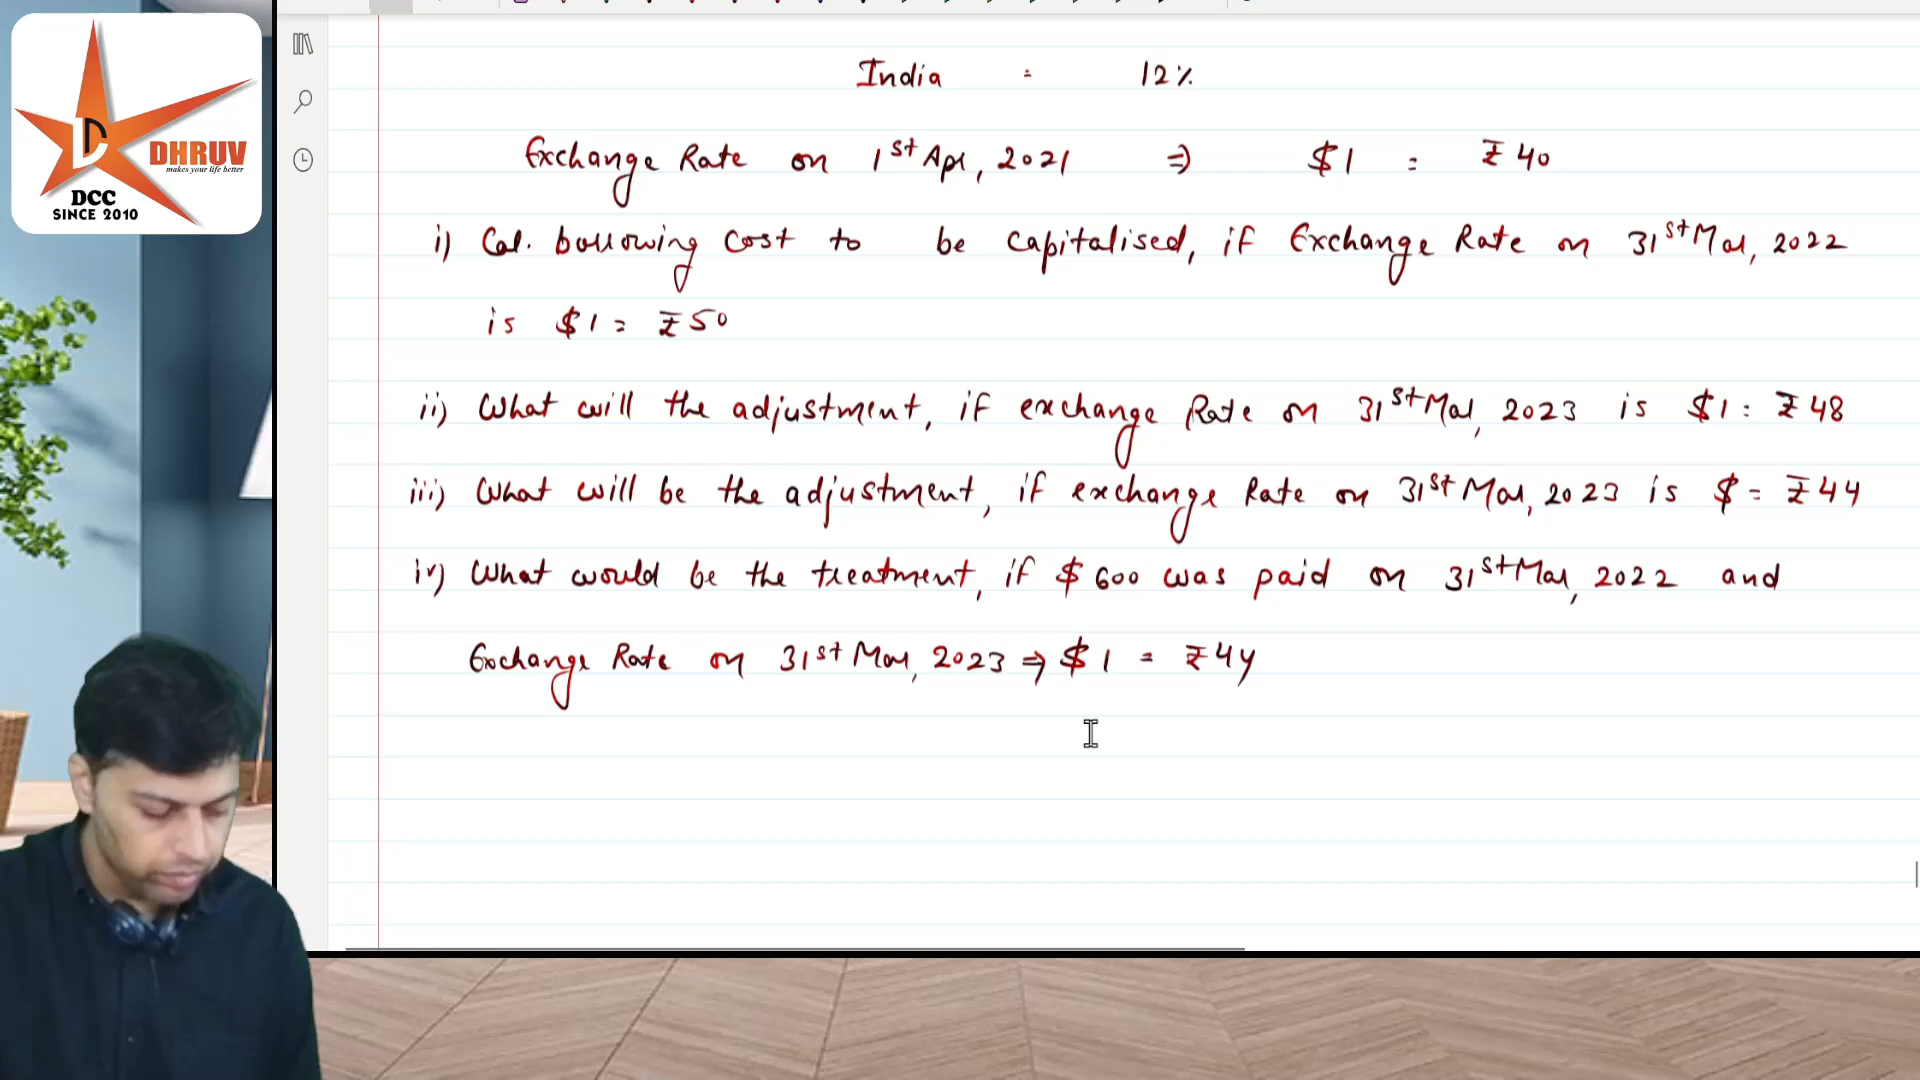 DC
DHRUV
makes your life better
DCC
SINCE 2010
India = 12%
Exchange Rate on 1st Apr, 2021 ⇒ $1 = ₹40
i) Cal. borrowing cost to be capitalised, if Exchange Rate on 31st Mar, 2022
is $1 = ₹50
ii) What will the adjustment, if exchange Rate on 31st Mar, 2023 is $1 = ₹48
iii) What will be the adjustment, if exchange Rate on 31st Mar, 2023 is $ = ₹44
iv) What would be the treatment, if $600 was paid on 31st Mar, 2022 and
Exchange Rate on 31st Mar, 2023 ⇒ $1 = ₹44